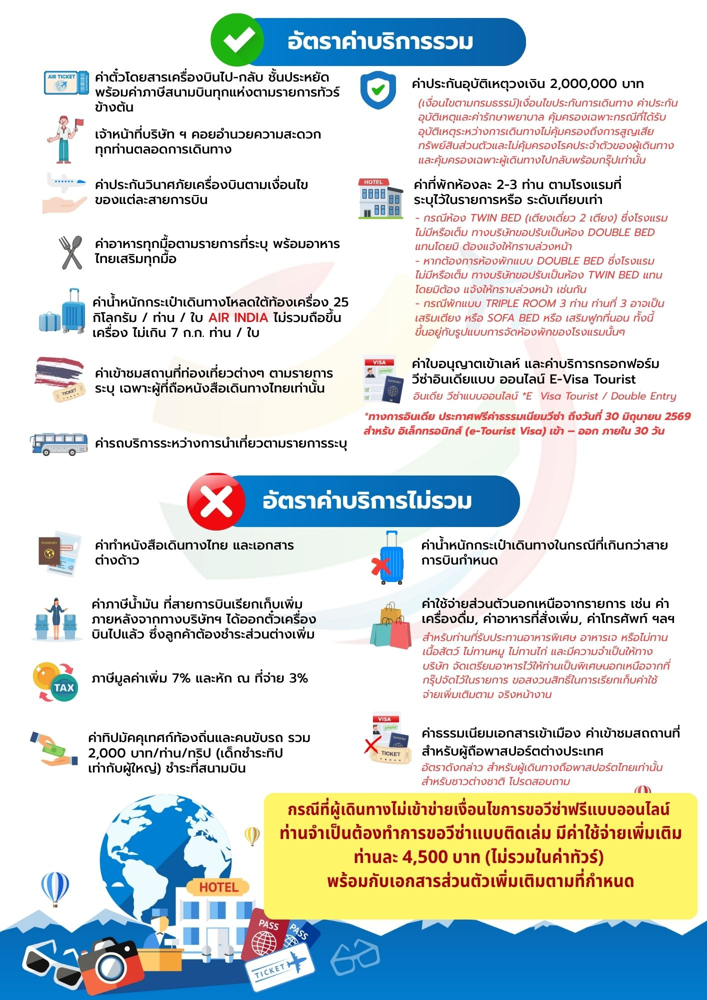 อัตราค่าบริการรวม
AIR TICKET
ค่าตั๋วโดยสารเครื่องบินไป-กลับ ชั้นประหยัด
พร้อมค่าภาษีสนามบินทุกแห่งตามรายการทัวร์
ข้างต้น
เจ้าหน้าที่บริษัท ฯ คอยอำนวยความสะดวก
ทุกท่านตลอดการเดินทาง
ค่าประกันวินาศภัยเครื่องบินตามเงื่อนไข
ของแต่ละสายการบิน
ค่าอาหารทุกมื้อตามรายการที่ระบุ พร้อมอาหาร
ไทยเสริมทุกมื้อ
ค่าน้ำหนักกระเป๋าเดินทางโหลดใต้ท้องเครื่อง 25
กิโลกรัม / ท่าน / ใบ AIR INDIA ไม่รวมถือขึ้น
เครื่อง ไม่เกิน 7 ก.ก. ท่าน / ใบ
TICKET
ค่าเข้าชมสถานที่ท่องเที่ยวต่างๆ ตามรายการ
ระบุ เฉพาะผู้ที่ถือหนังสือเดินทางไทยเท่านั้น
ค่ารถบริการระหว่างการนำเที่ยวตามรายการระบุ
ค่าประกันอุบัติเหตุวงเงิน 2,000,000 บาท
(เงื่อนไขตามกรมธรรม์)เงื่อนไขประกันการเดินทาง ค่าประกัน
อุบัติเหตุและค่ารักษาพยาบาล คุ้มครองเฉพาะกรณีที่ได้รับ
อุบัติเหตุระหว่างการเดินทางไม่คุ้มครองถึงการสูญเสีย
ทรัพย์สินส่วนตัวและไม่คุ้มครองโรคประจำตัวของผู้เดินทาง
และคุ้มครองเฉพาะผู้เดินทางไปกลับพร้อมกรุ๊ปเท่านั้น
HOTEL
ค่าที่พักห้องละ 2-3 ท่าน ตามโรงแรมที่
ระบุไว้ในรายการหรือ ระดับเทียบเท่า
- กรณีห้อง TWIN BED (เตียงเดี่ยว 2 เตียง) ซึ่งโรงแรม
ไม่มีหรือเต็ม ทางบริษัทขอปรับเป็นห้อง DOUBLE BED
แทนโดยมิ ต้องแจ้งให้ทราบล่วงหน้า
- หากต้องการห้องพักแบบ DOUBLE BED ซึ่งโรงแรม
ไม่มีหรือเต็ม ทางบริษัทขอปรับเป็นห้อง TWIN BED แทน
โดยมิต้อง แจ้งให้ทราบล่วงหน้า เช่นกัน
- กรณีพักแบบ TRIPLE ROOM 3 ท่าน ท่านที่ 3 อาจเป็น
เสริมเตียง หรือ SOFA BED หรือ เสริมฟูกที่นอน ทั้งนี้
ขึ้นอยู่กับรูปแบบการจัดห้องพักของโรงแรมนั้นๆ
VISA
APPROVED
ค่าใบอนุญาตเข้าเลห์ และค่าบริการกรอกฟอร์ม
วีซ่าอินเดียแบบ ออนไลน์ E-Visa Tourist
อินเดีย วีซ่าแบบออนไลน์ *E Visa Tourist / Double Entry
*ทางการอินเดีย ประกาศฟรีค่าธรรมเนียมวีซ่า ถึงวันที่ 30 มิถุนายน 2569
สำหรับ อิเล็กทรอนิกส์ (e-Tourist Visa) เข้า – ออก ภายใน 30 วัน
อัตราค่าบริการไม่รวม
PASSPORT
ค่าทำหนังสือเดินทางไทย และเอกสาร
ต่างด้าว
ค่าภาษีน้ำมัน ที่สายการบินเรียกเก็บเพิ่ม
ภายหลังจากทางบริษัทฯ ได้ออกตั๋วเครื่อง
บินไปแล้ว ซึ่งลูกค้าต้องชำระส่วนต่างเพิ่ม
TAX
ภาษีมูลค่าเพิ่ม 7% และหัก ณ ที่จ่าย 3%
ค่าทิปมัคคุเทศก์ท้องถิ่นและคนขับรถ รวม
2,000 บาท/ท่าน/ทริป (เด็กชำระทิป
เท่ากับผู้ใหญ่) ชำระที่สนามบิน
ค่าน้ำหนักกระเป๋าเดินทางในกรณีที่เกินกว่าสาย
การบินกำหนด
ค่าใช้จ่ายส่วนตัวนอกเหนือจากรายการ เช่น ค่า
เครื่องดื่ม, ค่าอาหารที่สั่งเพิ่ม, ค่าโทรศัพท์ ฯลฯ
สำหรับท่านที่รับประทานอาหารพิเศษ อาหารเจ หรือไม่ทาน
เนื้อสัตว์ ไม่ทานหมู ไม่ทานไก่ และมีความจำเป็นให้ทาง
บริษัท จัดเตรียมอาหารไว้ให้ท่านเป็นพิเศษนอกเหนือจากที่
กรุ๊ปจัดไว้ในรายการ ขอสงวนสิทธิ์ในการเรียกเก็บค่าใช้
จ่ายเพิ่มเติมตาม จริงหน้างาน
VISA
APPROVED
PASSPORT
TICKET
ค่าธรรมเนียมเอกสารเข้าเมือง ค่าเข้าชมสถถานที่
สำหรับผู้ถือพาสปอร์ตต่างประเทศ
อัตราดังกล่าว สำหรับผู้เดินทางถือพาสปอร์ตไทยเท่านั้น
สำหรับชาวต่างชาติ โปรดสอบถาม
กรณีที่ผู้เดินทางไม่เข้าข่ายเงื่อนไขการขอวีซ่าฟรีแบบออนไลน์
ท่านจำเป็นต้องทำการขอวีซ่าแบบติดเล่ม มีค่าใช้จ่ายเพิ่มเติม
ท่านละ 4,500 บาท (ไม่รวมในค่าทัวร์)
พร้อมกับเอกสารส่วนตัวเพิ่มเติมตามที่กำหนด
HOTEL
PASS
PASS
TICKET